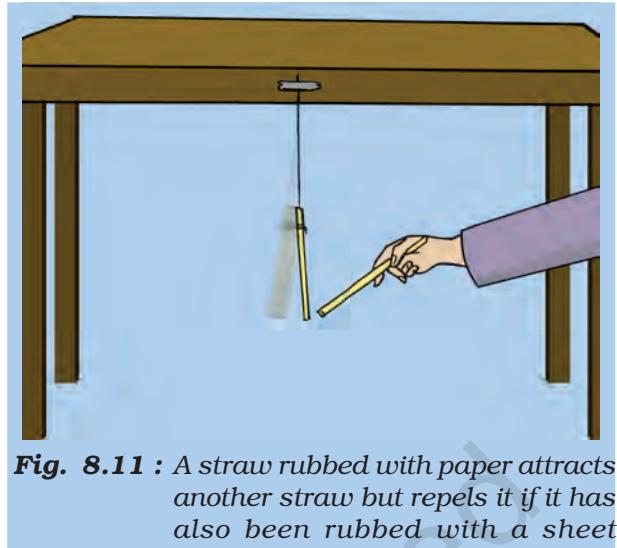 Fig. 8.11 : A straw rubbed with paper attracts
another straw but repels it if it has
also been rubbed with a sheet